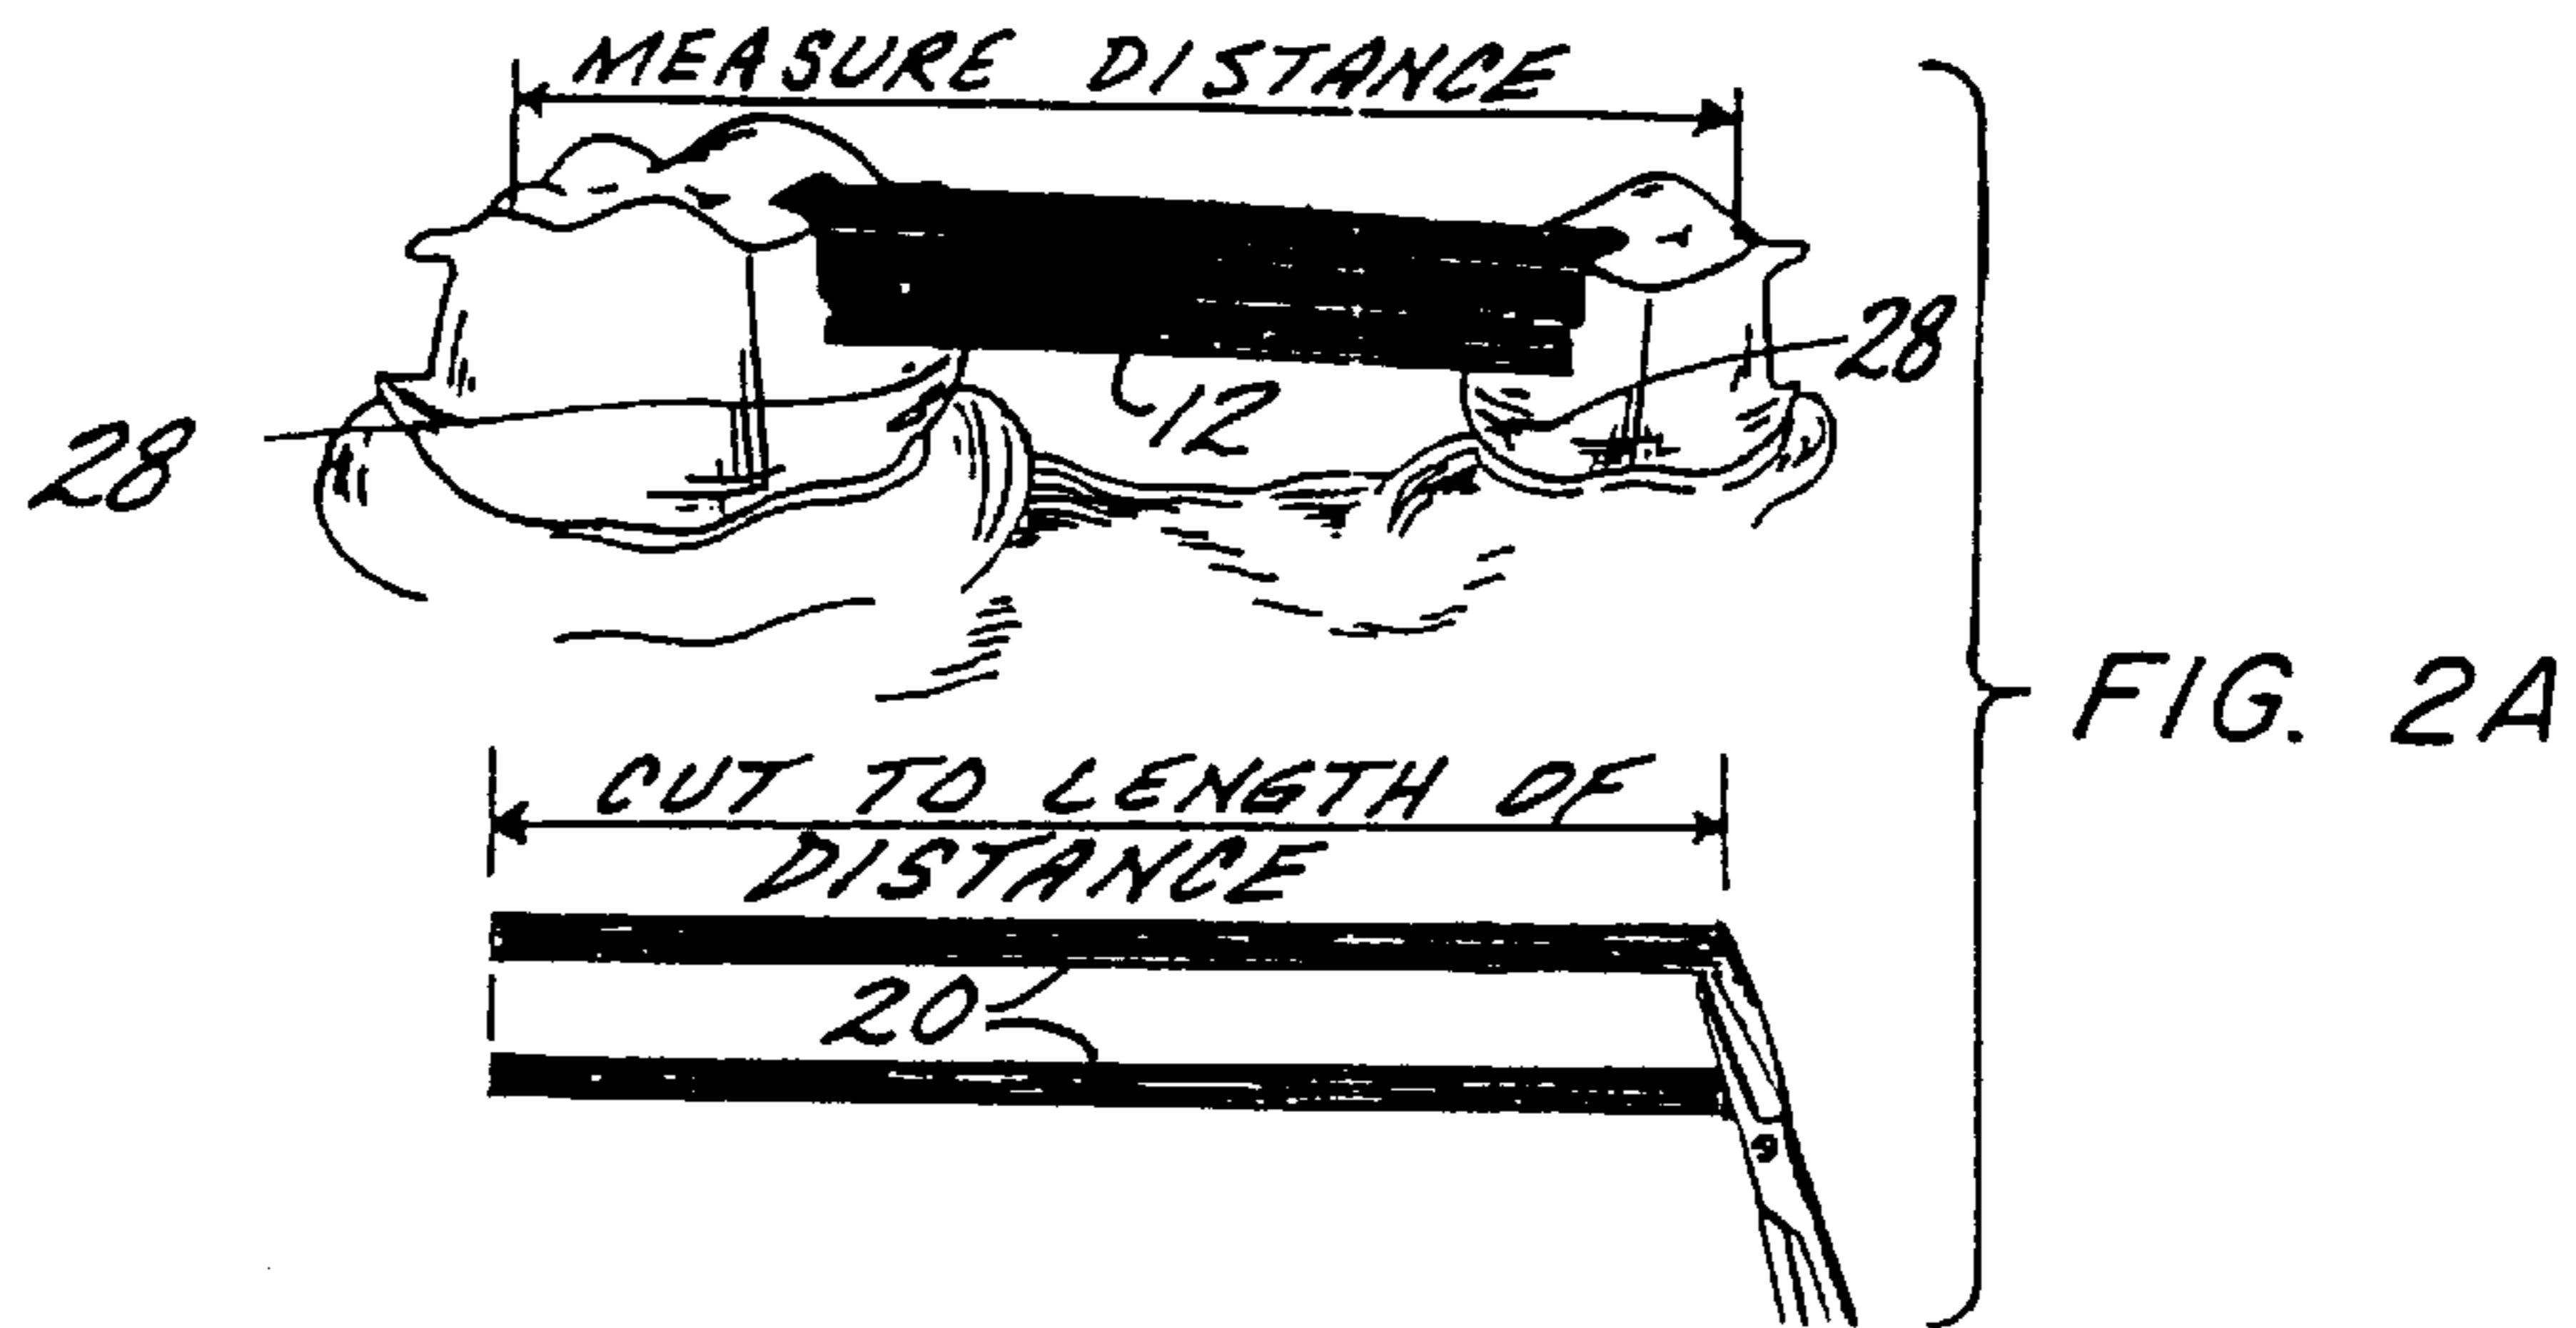 MEASURE DISTANCE
28
12
28
FIG. 2A
CUT TO LENGTH OF
DISTANCE
20